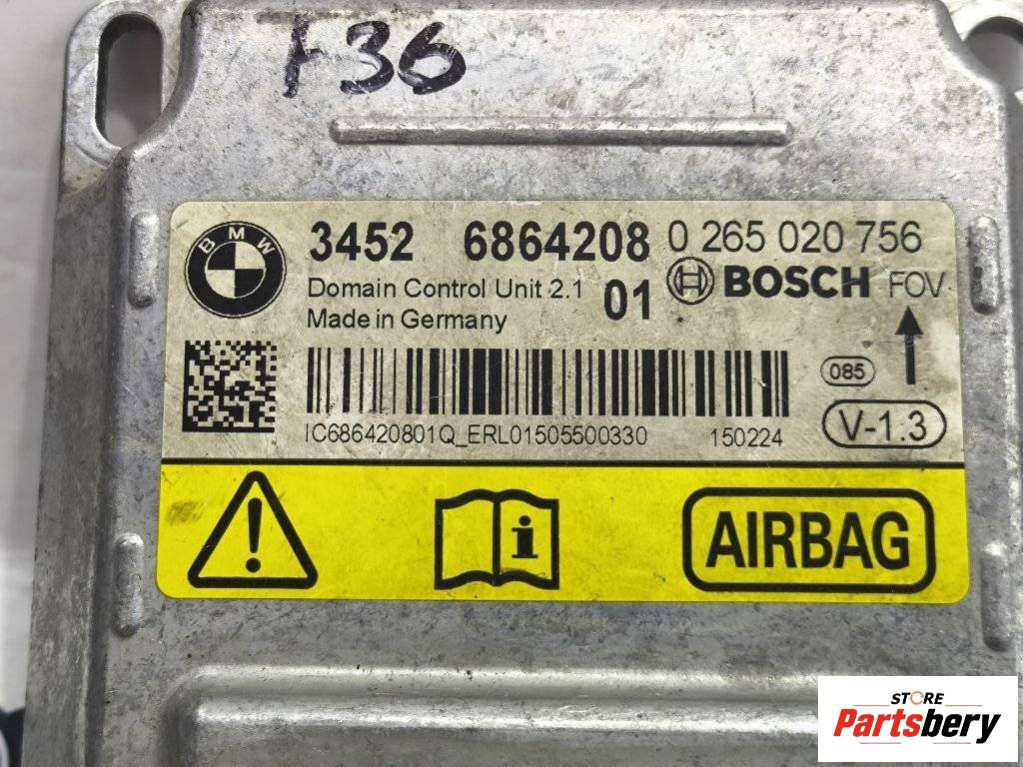 F36
BMW
3452 6864208 0 265 020 756
Domain Control Unit 2.1 01 BOSCH FOV
Made in Germany
085
IC686420801Q_ERL01505500330 150224 V-1.3
! i AIRBAG
STORE
Partsbery